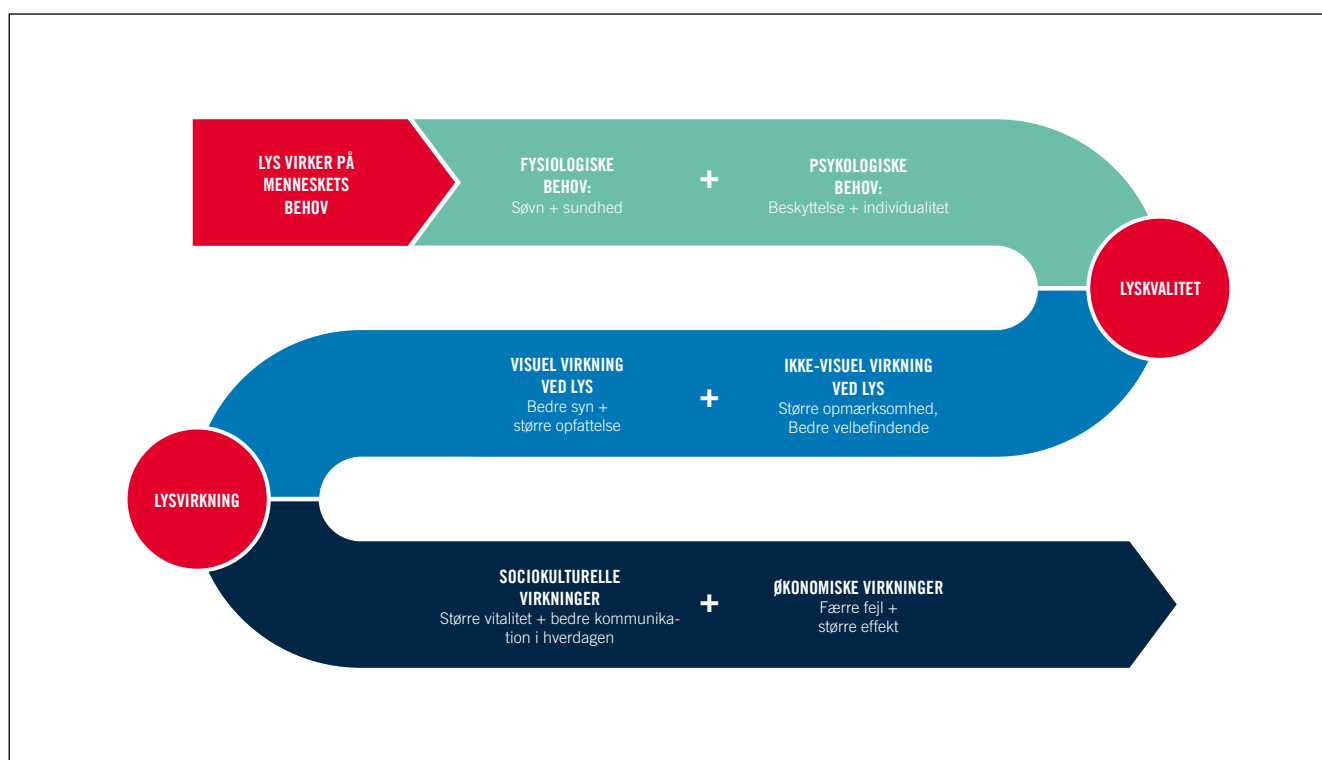 LYS VIRKER PÅ
MENNESKETS
BEHOV
FYSIOLOGISKE
BEHOV:
Søvn + sundhed
+
PSYKOLOGISKE
BEHOV:
Beskyttelse + individualitet
LYSKVALITET
VISUEL VIRKNING
VED LYS
Bedre syn +
større opfattelse
+
IKKE-VISUEL VIRKNING
VED LYS
Større opmærksomhed,
Bedre velbefindende
LYSVIRKNING
SOCIOKULTURELLE
VIRKNINGER
Større vitalitet + bedre kommunika-
tion i hverdagen
+
ØKONOMISKE VIRKNINGER
Færre fejl +
større effekt